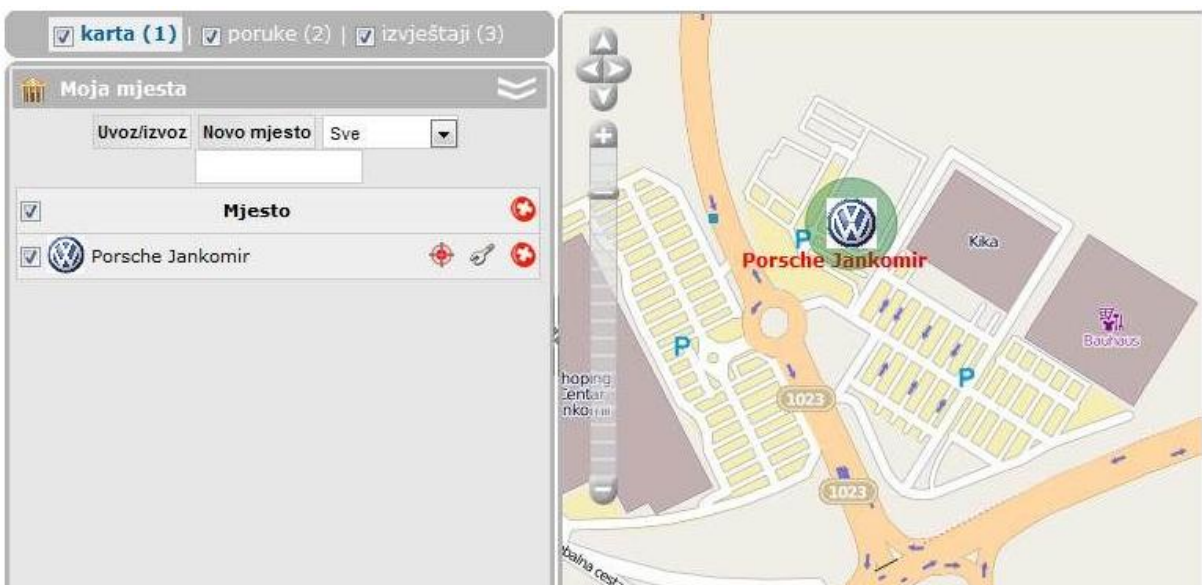 karta (1) | poruke (2) | izvještaji (3)
Moja mjesta
Uvoz/izvoz Novo mjesto Sve
Mjesto
Porsche Jankomir
P
Porsche Jankomir
Kika
Bauhaus
P
P
1023
1023